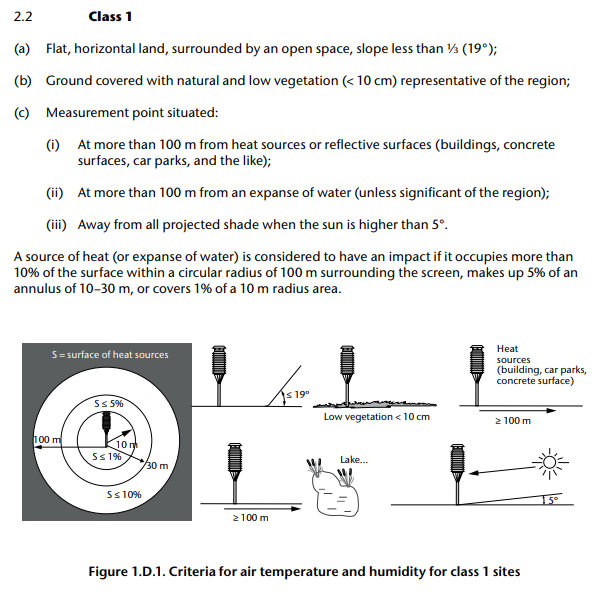 2.2 Class 1
(a) Flat, horizontal land, surrounded by an open space, slope less than ⅓ (19°);
(b) Ground covered with natural and low vegetation (< 10 cm) representative of the region;
(c) Measurement point situated:
(i) At more than 100 m from heat sources or reflective surfaces (buildings, concrete
surfaces, car parks, and the like);
(ii) At more than 100 m from an expanse of water (unless significant of the region);
(iii) Away from all projected shade when the sun is higher than 5°.
A source of heat (or expanse of water) is considered to have an impact if it occupies more than
10% of the surface within a circular radius of 100 m surrounding the screen, makes up 5% of an
annulus of 10–30 m, or covers 1% of a 10 m radius area.
S = surface of heat sources
S ≤ 5%
100 m
10 m
S ≤ 1%
30 m
S ≤ 10%
≤ 19°
Low vegetation < 10 cm
Heat
sources
(building, car parks,
concrete surface)
≥ 100 m
Lake...
≥ 100 m
5°
Figure 1.D.1. Criteria for air temperature and humidity for class 1 sites